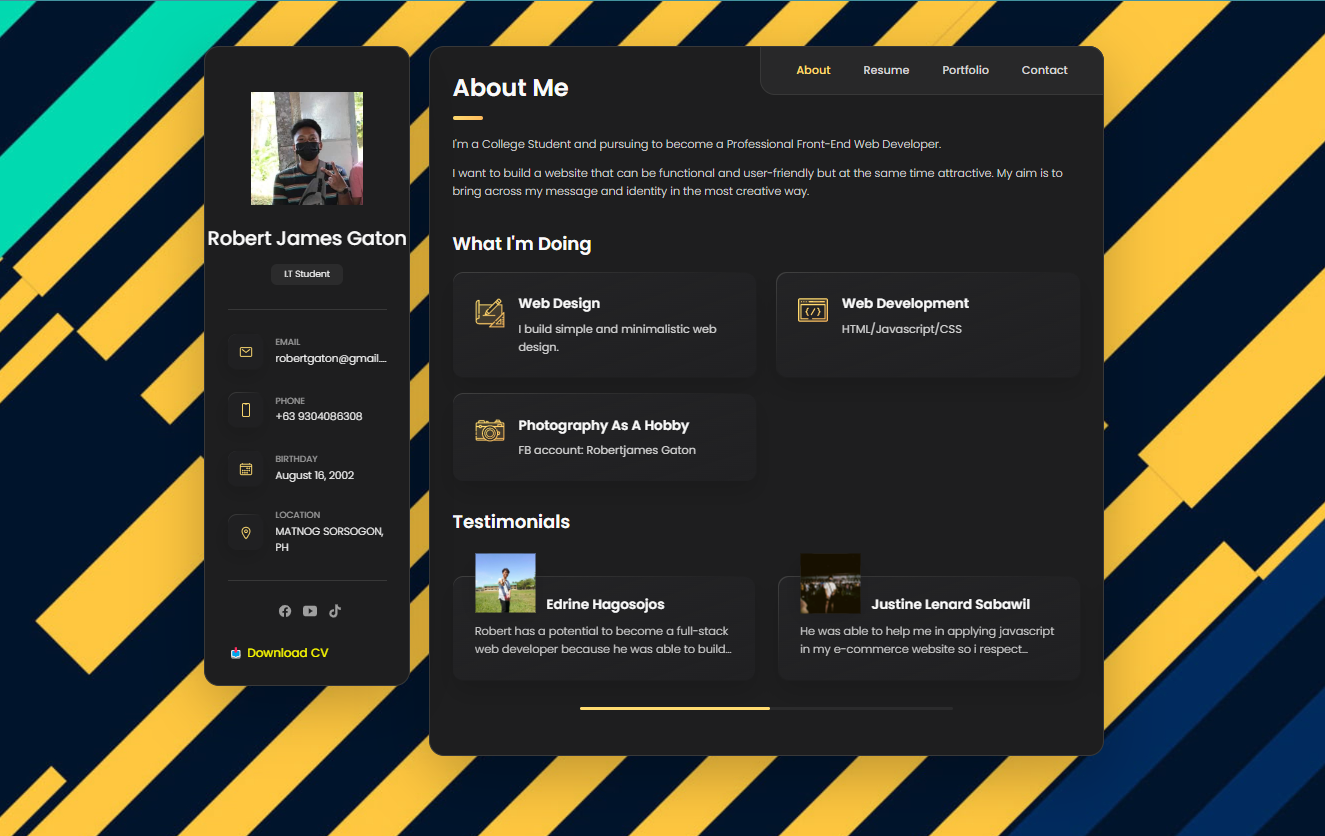 Robert James Gaton
I.T Student
EMAIL
robertgaton@gmail....
PHONE
+63 9304086308
BIRTHDAY
August 16, 2002
LOCATION
MATNOG SORSOGON,
PH
Download CV
About Resume Portfolio Contact
About Me
I'm a College Student and pursuing to become a Professional Front-End Web Developer.
I want to build a website that can be functional and user-friendly but at the same time attractive. My aim is to
bring across my message and identity in the most creative way.
What I'm Doing
Web Design
I build simple and minimalistic web
design.
Web Development
HTML/Javascript/CSS
Photography As A Hobby
FB account: Robertjames Gaton
Testimonials
Edrine Hagosojos
Robert has a potential to become a full-stack
web developer because he was able to build...
Justine Lenard Sabawil
He was able to help me in applying javascript
in my e-commerce website so i respect...